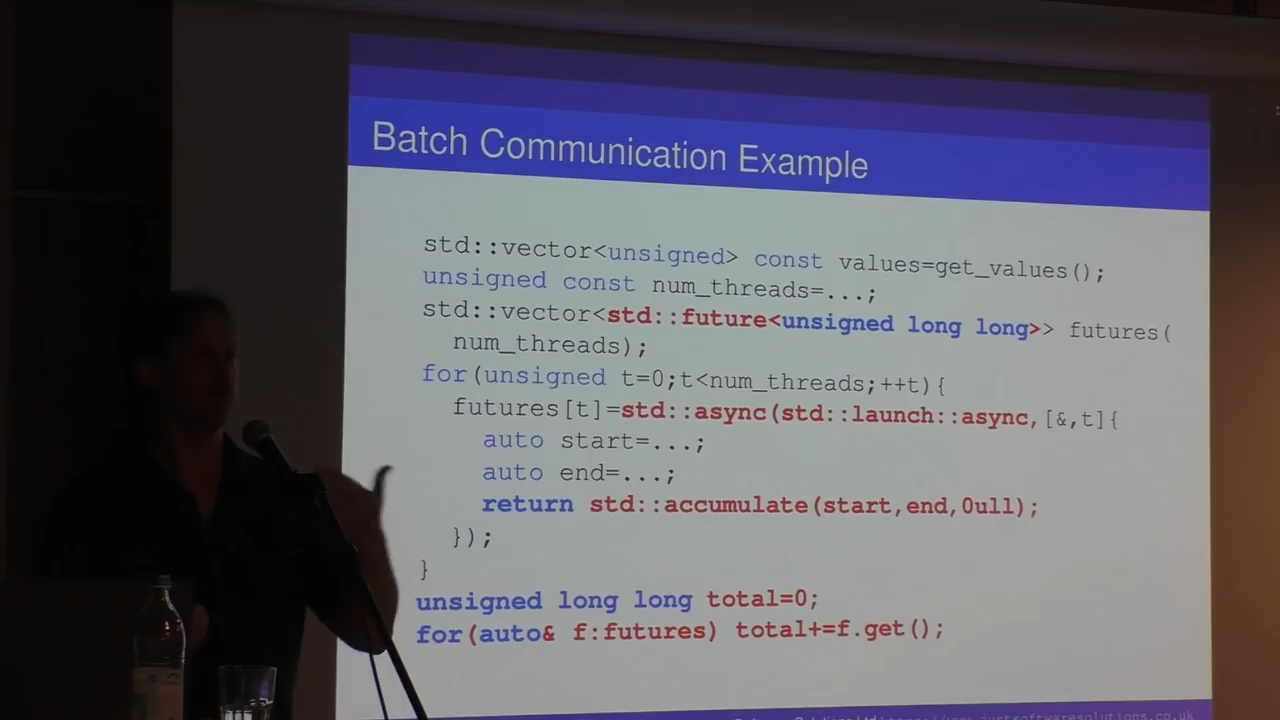 Batch Communication Example
std::vector<unsigned> const values=get_values();
unsigned const num_threads=...;
std::vector<std::future<unsigned long long>> futures(
num_threads);
for(unsigned t=0;t<num_threads;++t){
futures[t]=std::async(std::launch::async,[&,t]{
auto start=...;
auto end=...;
return std::accumulate(start,end,0ull);
});
}
unsigned long long total=0;
for(auto& f:futures) total+=f.get();